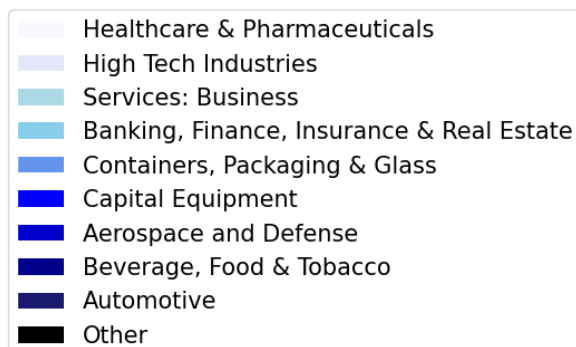 Healthcare & Pharmaceuticals
High Tech Industries
Services: Business
Banking, Finance, Insurance & Real Estate
Containers, Packaging & Glass
Capital Equipment
Aerospace and Defense
Beverage, Food & Tobacco
Automotive
Other